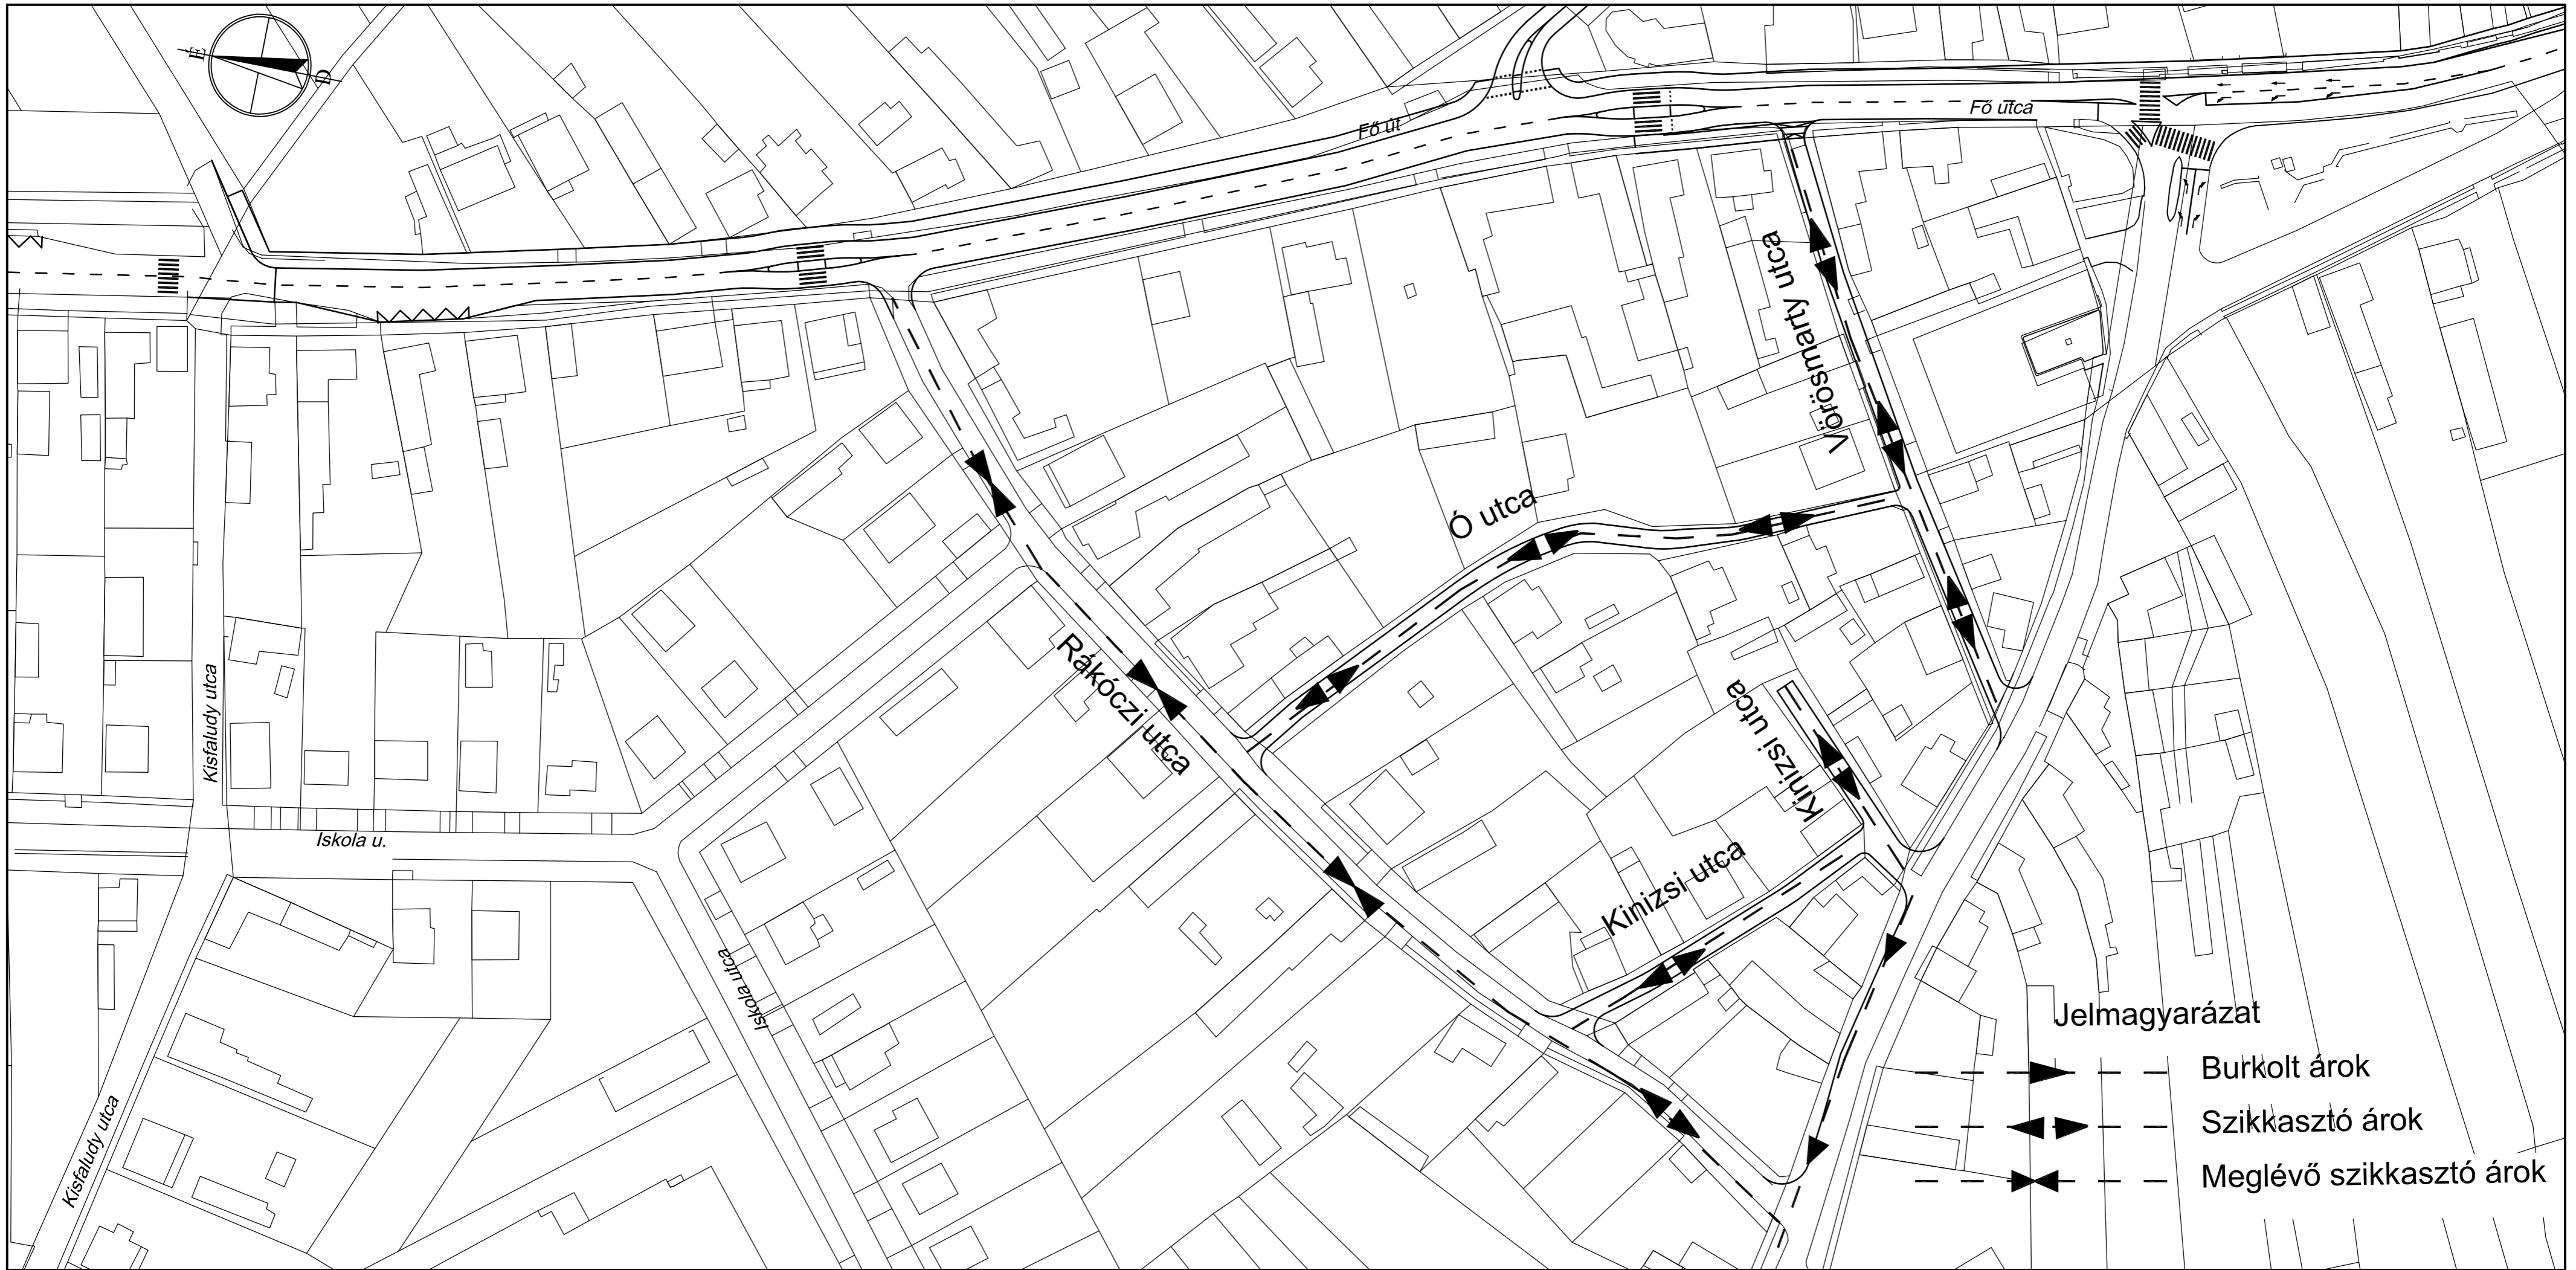 É
D
Fő út
Fő utca
Vörösmarty utca
Ó utca
Rákóczi utca
Kinizsi utca
Kisfaludy utca
Iskola u.
Kinizsi utca
Iskola utca
Kisfaludy utca
Jelmagyarázat
Burkolt árok
Szikkasztó árok
Meglévő szikkasztó árok